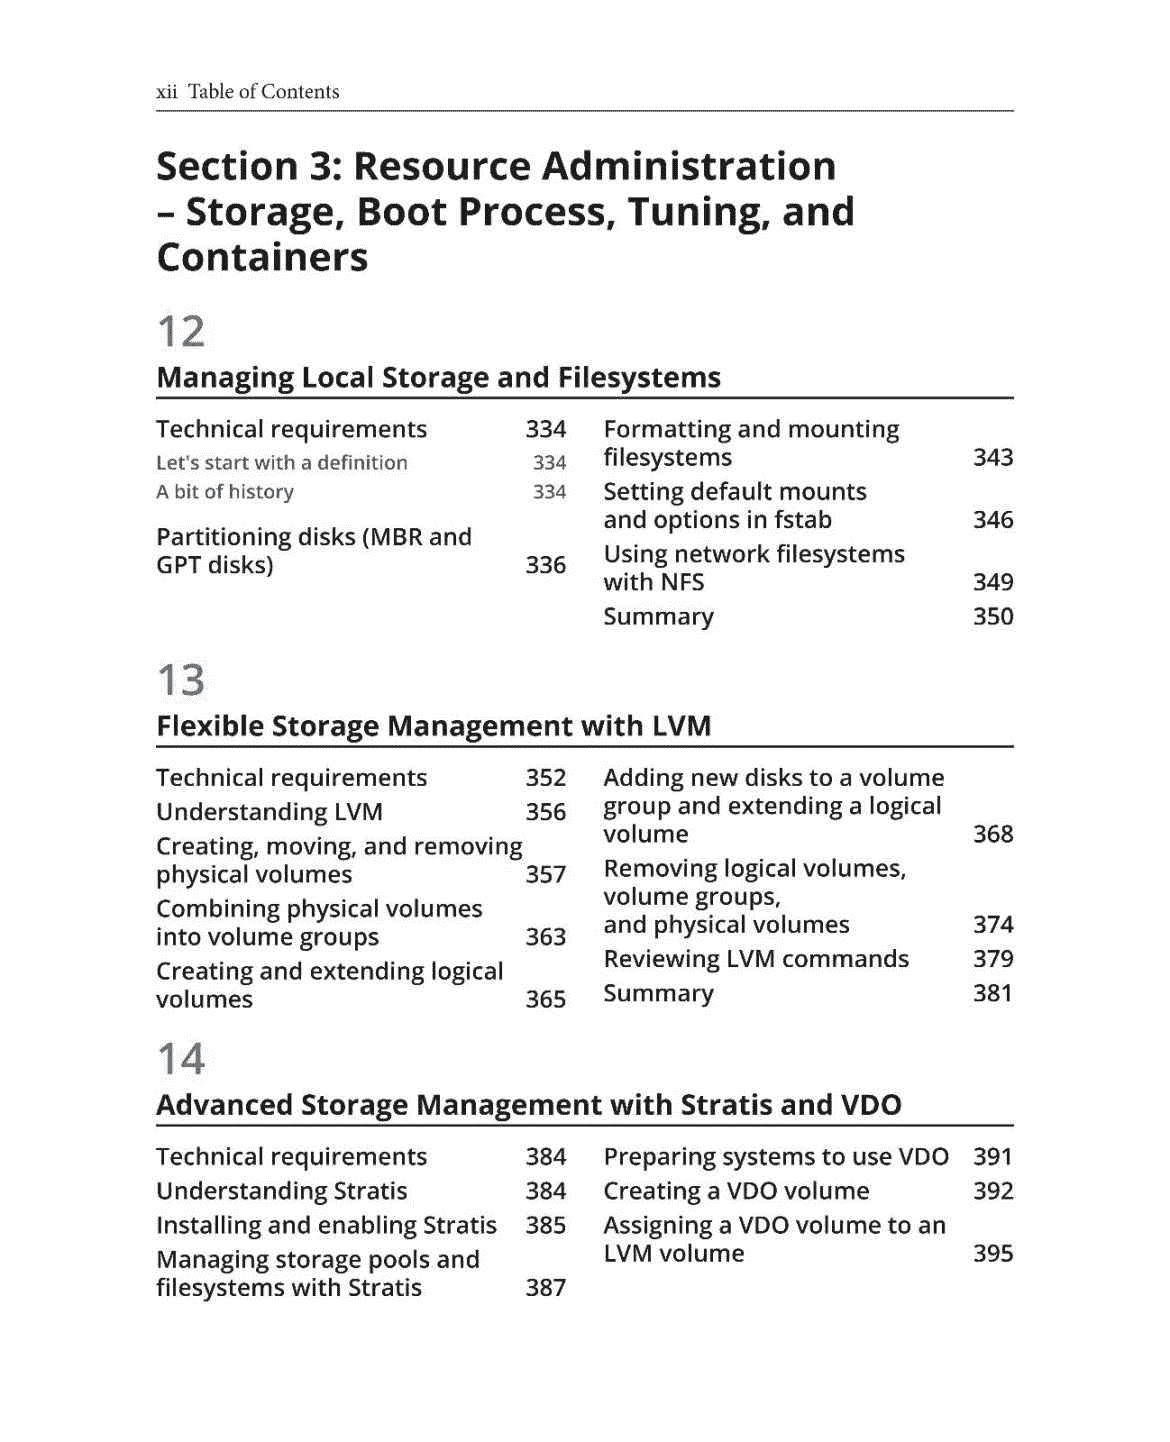 xii Table of Contents
Section 3: Resource Administration
– Storage, Boot Process, Tuning, and
Containers
12
Managing Local Storage and Filesystems
Technical requirements 334
Let's start with a definition 334
A bit of history 334
Partitioning disks (MBR and
GPT disks) 336
Formatting and mounting
filesystems 343
Setting default mounts
and options in fstab 346
Using network filesystems
with NFS 349
Summary 350
13
Flexible Storage Management with LVM
Technical requirements 352
Understanding LVM 356
Creating, moving, and removing
physical volumes 357
Combining physical volumes
into volume groups 363
Creating and extending logical
volumes 365
Adding new disks to a volume
group and extending a logical
volume 368
Removing logical volumes,
volume groups,
and physical volumes 374
Reviewing LVM commands 379
Summary 381
14
Advanced Storage Management with Stratis and VDO
Technical requirements 384
Understanding Stratis 384
Installing and enabling Stratis 385
Managing storage pools and
filesystems with Stratis 387
Preparing systems to use VDO 391
Creating a VDO volume 392
Assigning a VDO volume to an
LVM volume 395